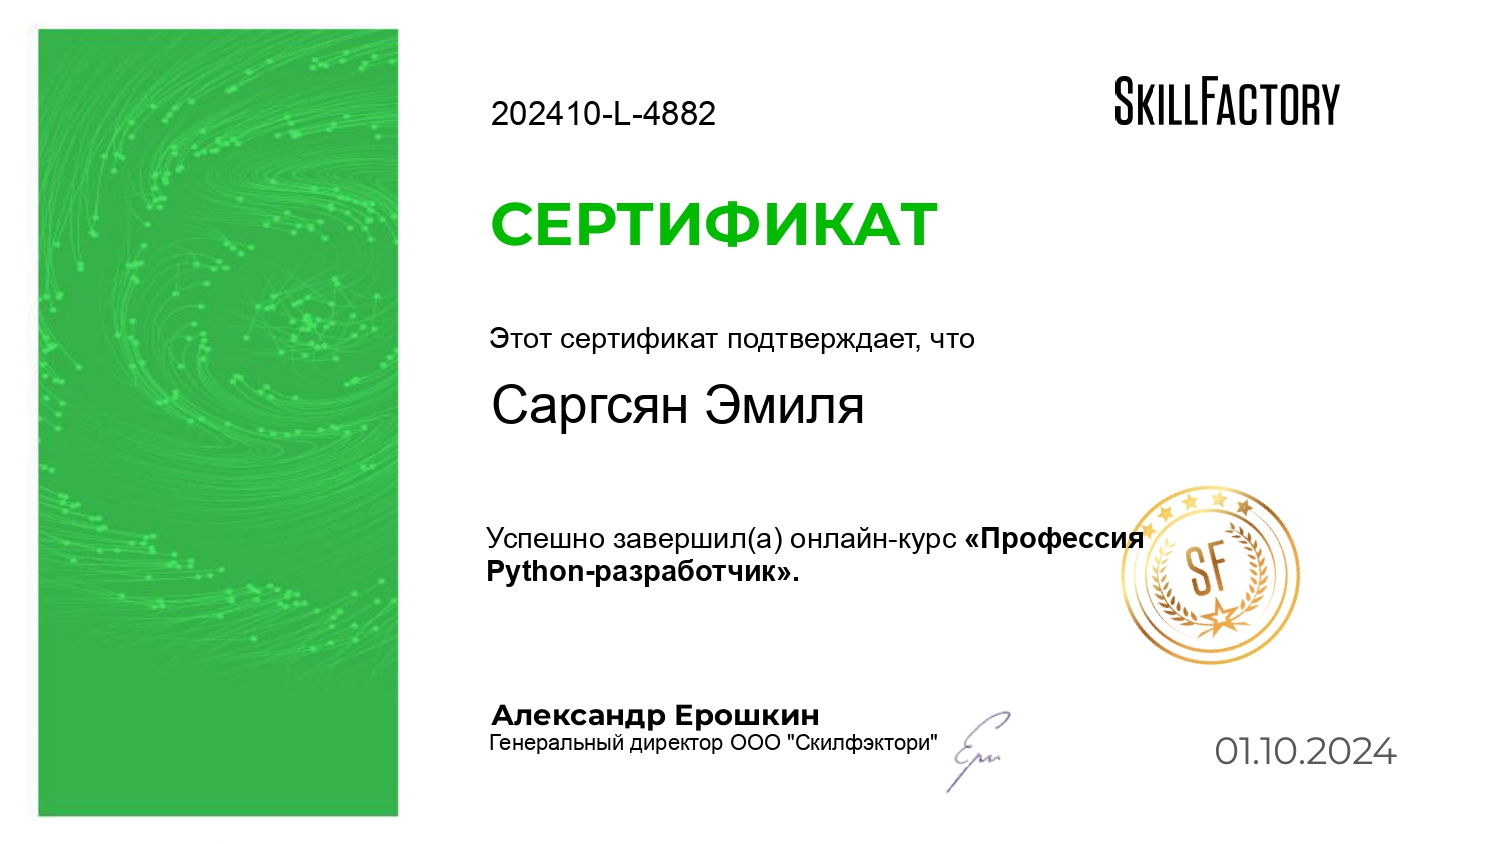 202410-L-4882
SKILLFACTORY
СЕРТИФИКАТ
Этот сертификат подтверждает, что
Саргсян Эмиля
Успешно завершил(а) онлайн-курс «Профессия
Python-разработчик».
SF
Александр Ерошкин
Генеральный директор ООО "Скилфэктори"
01.10.2024